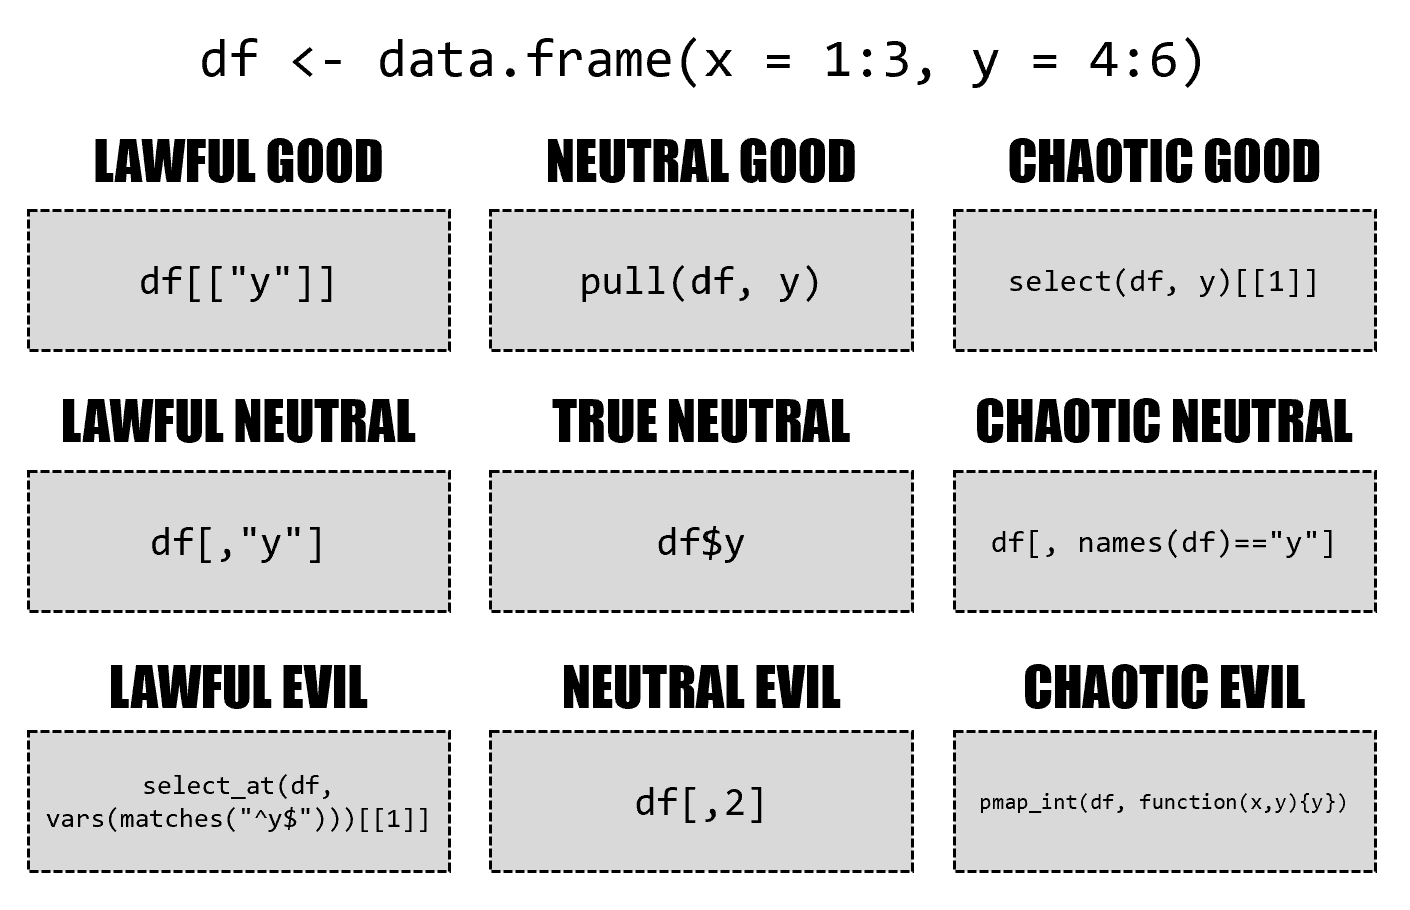 df <- data.frame(x = 1:3, y = 4:6)
LAWFUL GOOD
NEUTRAL GOOD
CHAOTIC GOOD
df[["y"]]
pull(df, y)
select(df, y)[[1]]
LAWFUL NEUTRAL
TRUE NEUTRAL
CHAOTIC NEUTRAL
df[,"y"]
df$y
df[, names(df)=="y"]
LAWFUL EVIL
NEUTRAL EVIL
CHAOTIC EVIL
select_at(df,
vars(matches("^y$")))[[1]]
df[,2]
pmap_int(df, function(x,y){y})